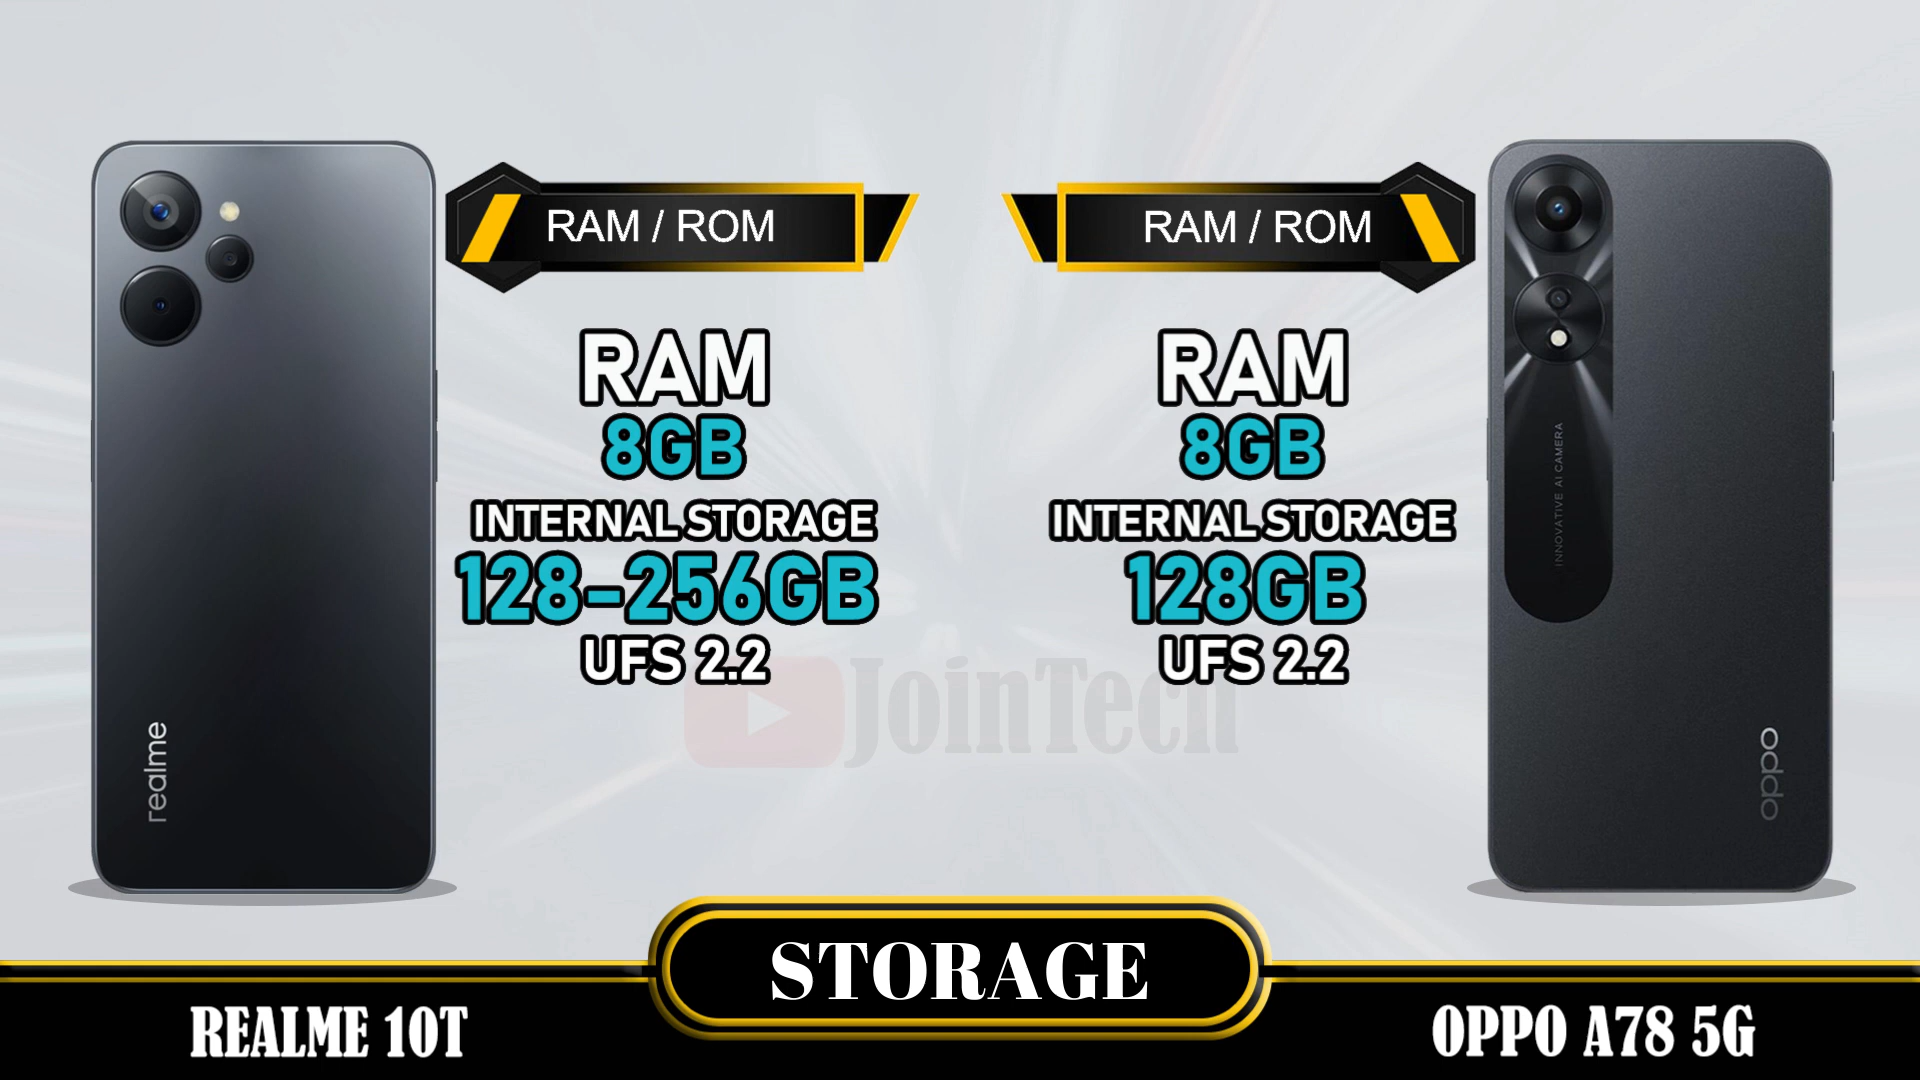 RAM / ROM
RAM
8GB
INTERNAL STORAGE
128-256GB
UFS 2.2
RAM / ROM
RAM
8GB
INTERNAL STORAGE
128GB
UFS 2.2
JoinTech
realme
INNOVATIVE AI CAMERA
oppo
STORAGE
REALME 10T
OPPO A78 5G